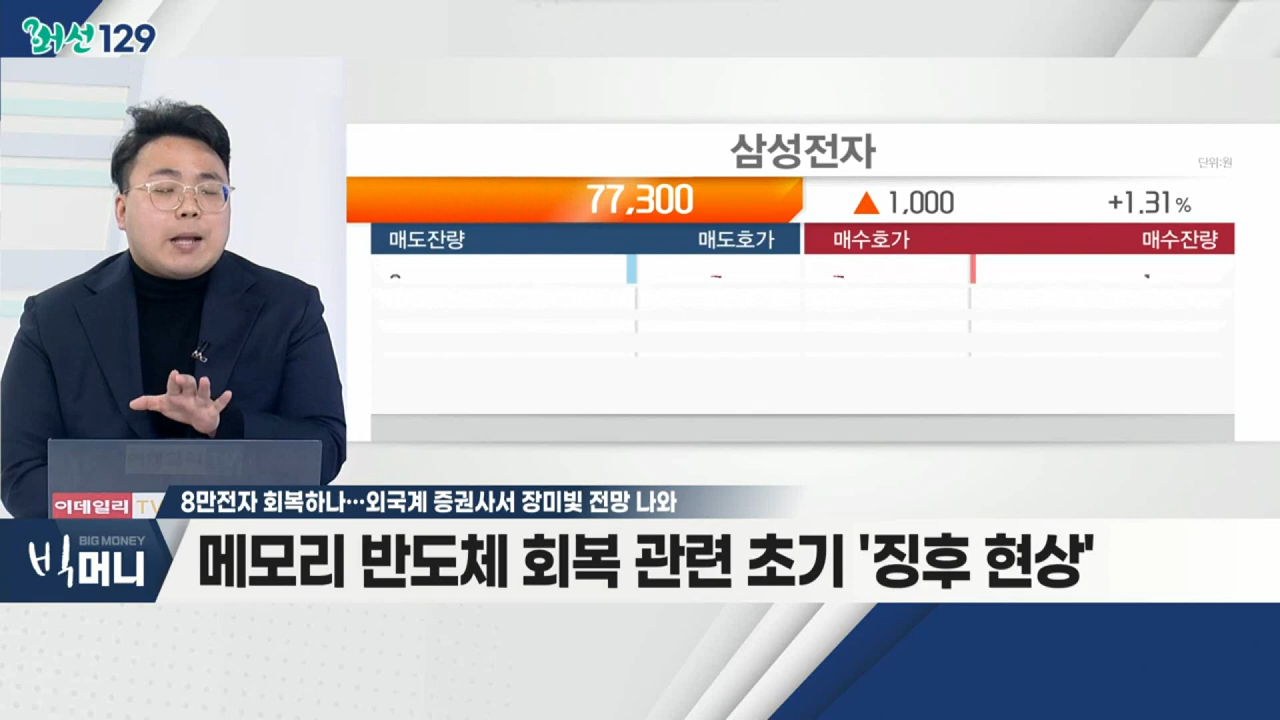 머선129
삼성전자
단위:원
77,300 ▲ 1,000 +1.31%
매도잔량 매도호가 매수호가 매수잔량
이데일리 TV
8만전자 회복하나…외국계 증권사서 장미빛 전망 나와
BIG MONEY
빅머니
메모리 반도체 회복 관련 초기 '징후 현상'